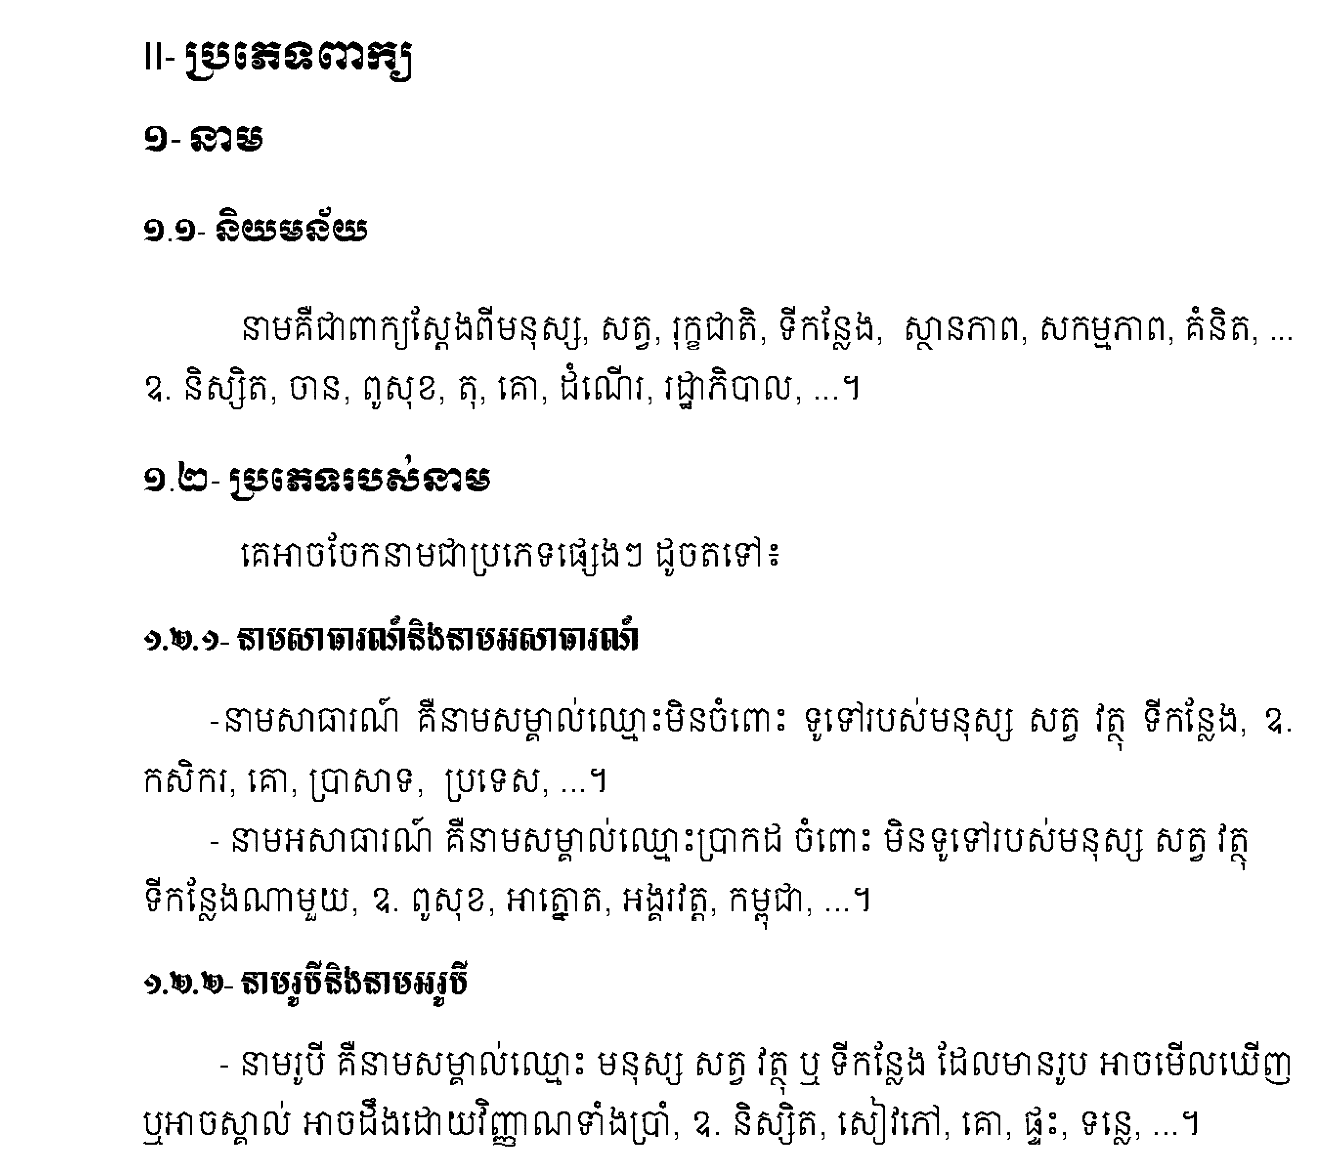 II- ប្រភេទពាក្យ
១- នាម
១.១- និយមន័យ
នាមគឺជាពាក្យស្តែងពីមនុស្ស, សត្វ, រុក្ខជាតិ, ទីកន្លែង, ស្ថានភាព, សកម្មភាព, គំនិត, ...
ឧ. និស្សិត, ចាន, ពូសុខ, តុ, គោ, ដំណើរ, រដ្ឋាភិបាល, ...។
១.២- ប្រភេទរបស់នាម
គេអាចចែកនាមជាប្រភេទផ្សេងៗ ដូចតទៅ៖
១.២.១- នាមសាធារណ៍និងនាមអសាធារណ៍
-នាមសាធារណ៍ គឺនាមសម្គាល់ឈ្មោះមិនចំពោះ ទូទៅរបស់មនុស្ស សត្វ វត្ថុ ទីកន្លែង, ឧ.
កសិករ, គោ, ប្រាសាទ, ប្រទេស, ...។
- នាមអសាធារណ៍ គឺនាមសម្គាល់ឈ្មោះប្រាកដ ចំពោះ មិនទូទៅរបស់មនុស្ស សត្វ វត្ថុ
ទីកន្លែងណាមួយ, ឧ. ពូសុខ, អាត្នោត, អង្គរវត្ត, កម្ពុជា, ...។
១.២.២- នាមរូបីនិងនាមអរូបី
- នាមរូបី គឺនាមសម្គាល់ឈ្មោះ មនុស្ស សត្វ វត្ថុ ឬ ទីកន្លែង ដែលមានរូប អាចមើលឃើញ
ឬអាចស្គាល់ អាចដឹងដោយវិញ្ញាណទាំងប្រាំ, ឧ. និស្សិត, សៀវភៅ, គោ, ផ្ទះ, ទន្លេ, ...។